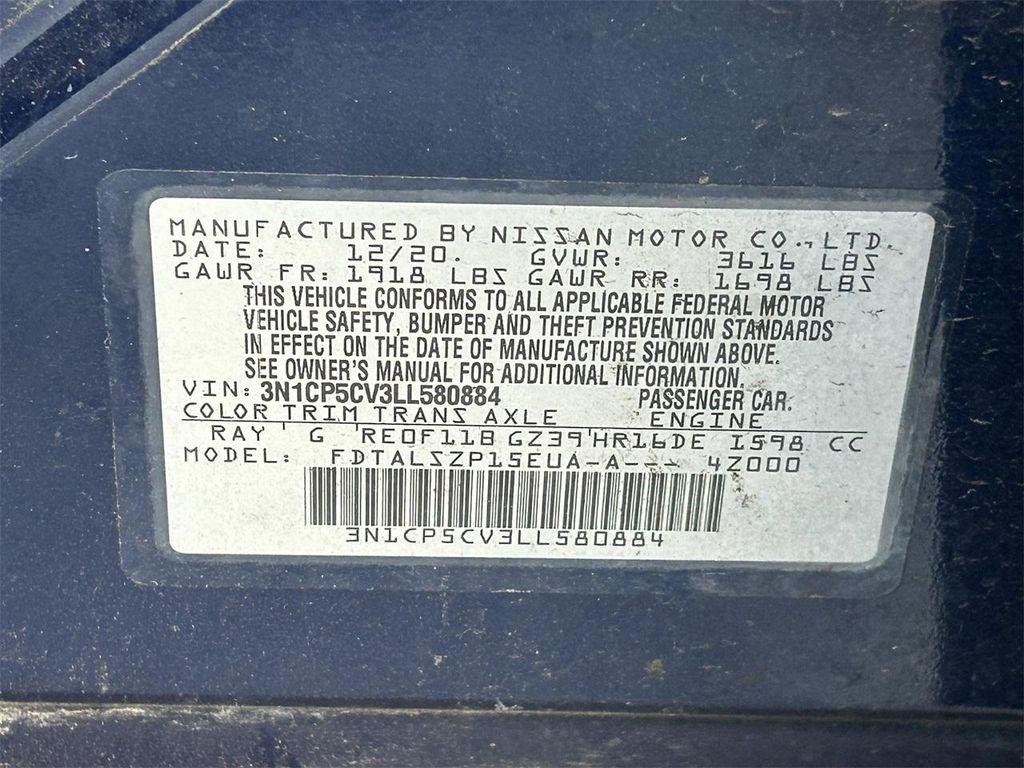 MANUFACTURED BY NISSAN MOTOR CO., LTD.
DATE: 12/20. GVWR: 3616 LBS
GAWR FR: 1918 LBS GAWR RR: 1698 LBS
THIS VEHICLE CONFORMS TO ALL APPLICABLE FEDERAL MOTOR
VEHICLE SAFETY, BUMPER AND THEFT PREVENTION STANDARDS
IN EFFECT ON THE DATE OF MANUFACTURE SHOWN ABOVE.
SEE OWNER'S MANUAL FOR ADDITIONAL INFORMATION.
VIN: 3N1CP5CV3LL580884 PASSENGER CAR.
COLOR TRIM TRANS AXLE ENGINE
RAY ' G 'RE0F11B GZ39'HR16DE 1598 CC
MODEL: FDTALSZP15EUA-A--- 4Z000
3N1CP5CV3LL580884